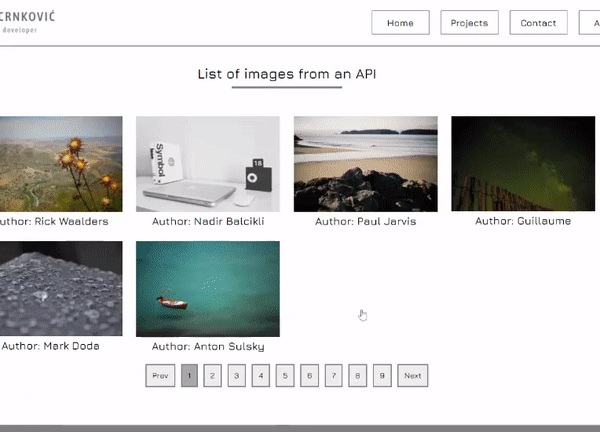 CRNKOVIĆ
developer
Home
Projects
Contact
A
List of images from an API
Symbol
18
uthor: Rick Waalders
Author: Nadir Balcikli
Author: Paul Jarvis
Author: Guillaume
Author: Mark Doda
Author: Anton Sulsky
Prev
1
2
3
4
5
6
7
8
9
Next